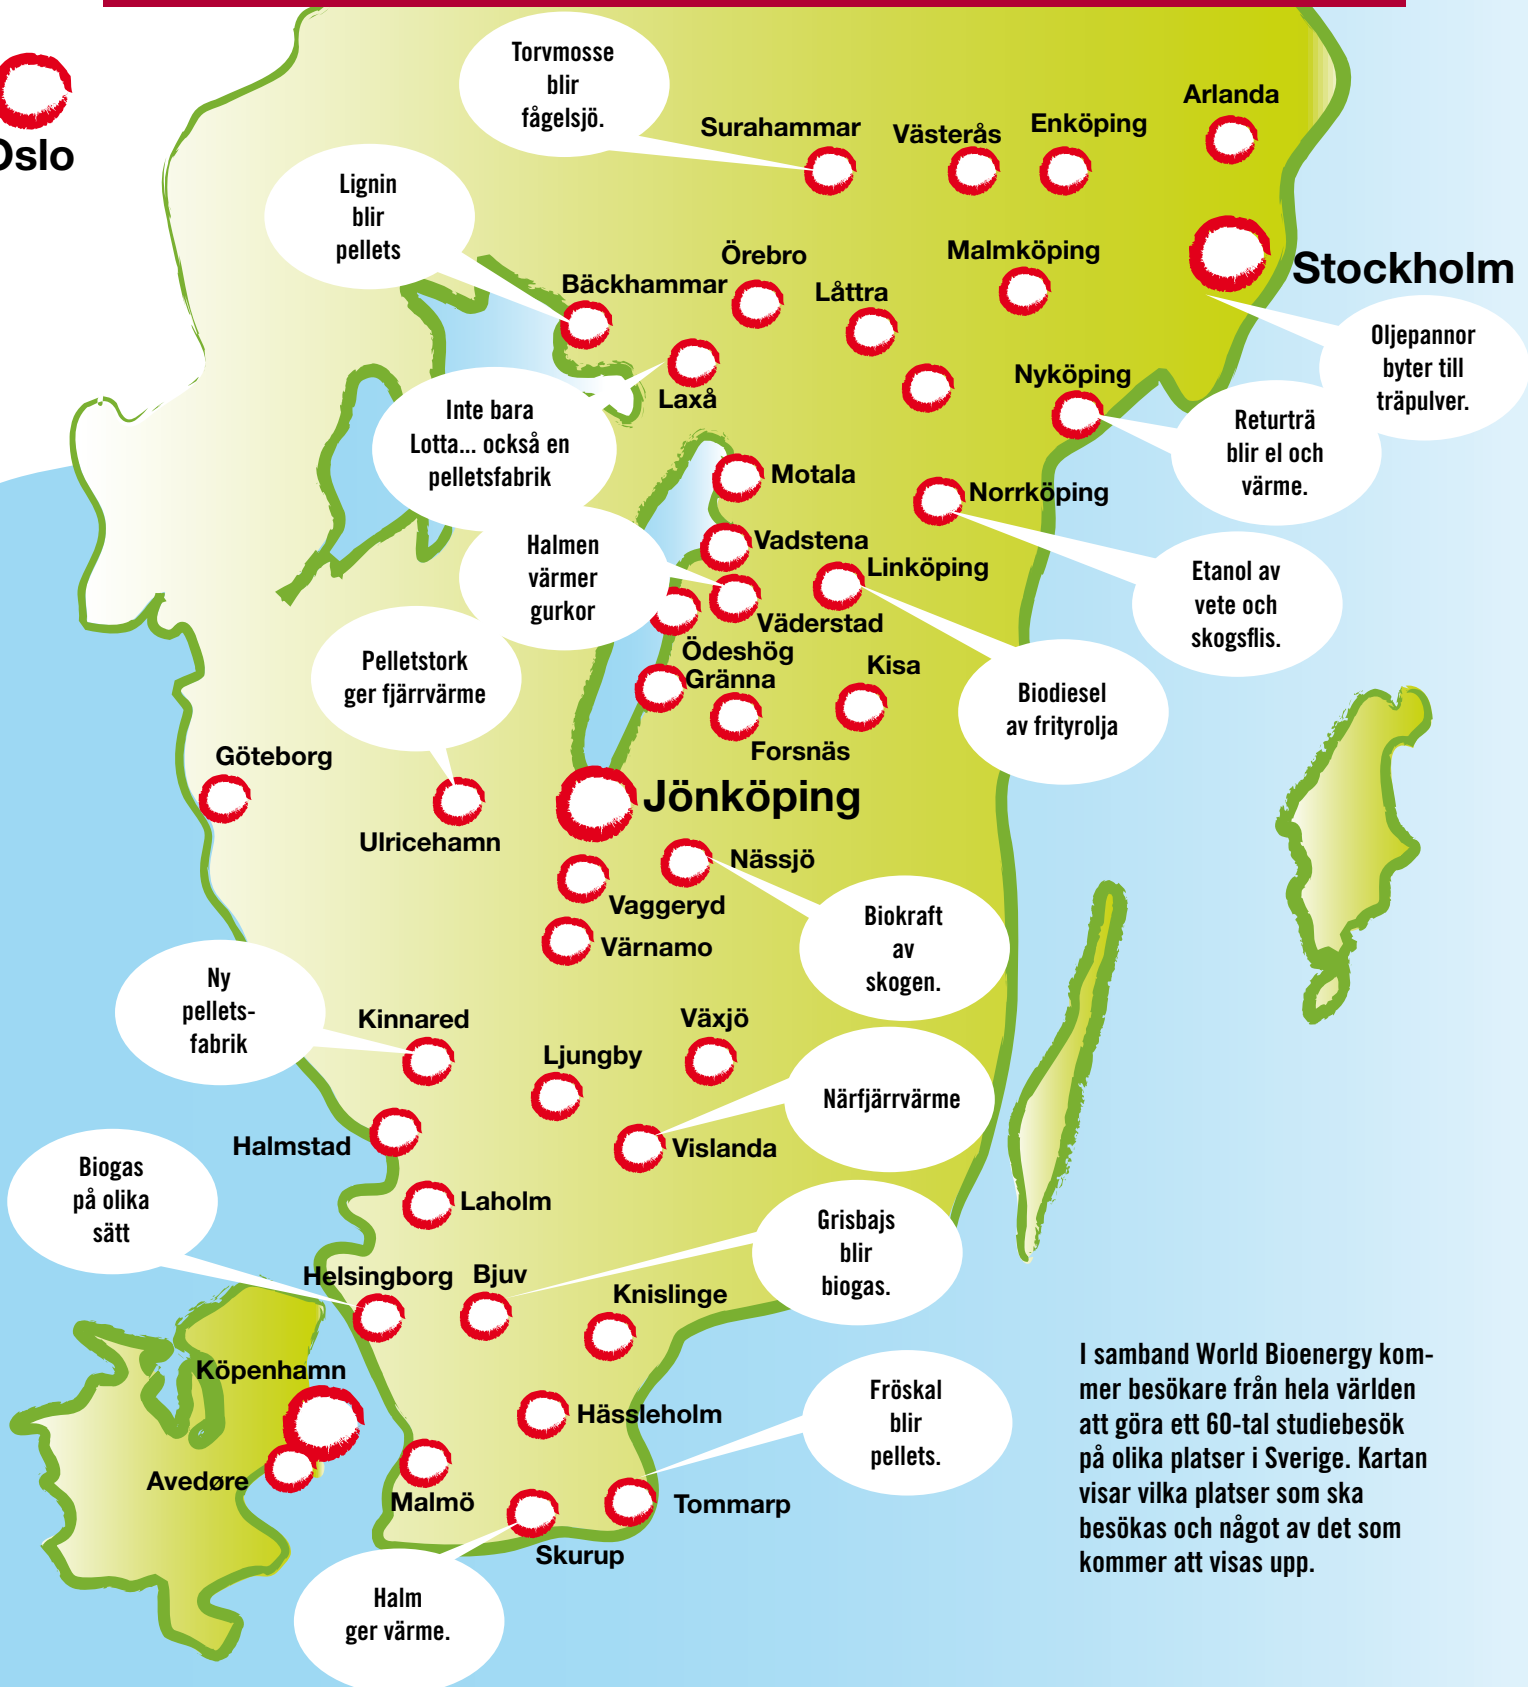 Torvmosse
blir
fågelsjö.
Arlanda
Surahammar
Västerås
Enköping
Oslo
Lignin
blir
pellets
Örebro
Malmköping
Stockholm
Bäckhammar
Låttra
Oljepannor
byter till
träpulver.
Nyköping
Laxå
Inte bara
Lotta... också en
pelletsfabrik
Returträ
blir el och
värme.
Motala
Norrköping
Halmen
värmer
gurkor
Vadstena
Linköping
Etanol av
vete och
skogsflis.
Väderstad
Ödeshög
Gränna
Kisa
Pelletstork
ger fjärrvärme
Biodiesel
av frityrolja
Forsnäs
Göteborg
Jönköping
Ulricehamn
Nässjö
Vaggeryd
Värnamo
Biokraft
av
skogen.
Ny
pellets-
fabrik
Kinnared
Växjö
Ljungby
Närfjärrvärme
Halmstad
Vislanda
Biogas
på olika
sätt
Laholm
Grisbajs
blir
biogas.
Helsingborg
Bjuv
Knislinge
Köpenhamn
Hässleholm
Fröskal
blir
pellets.
Avedøre
Malmö
Tommarp
Skurup
Halm
ger värme.
I samband World Bioenergy kom-
mer besökare från hela världen
att göra ett 60-tal studiebesök
på olika platser i Sverige. Kartan
visar vilka platser som ska
besökas och något av det som
kommer att visas upp.